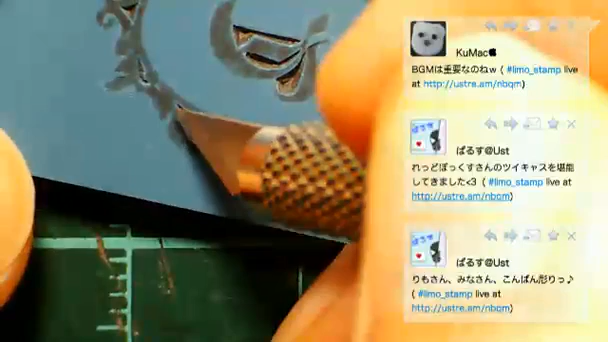 KuMac
BGMは重要なのねw ( #limo_stamp live
at http://ustre.am/nbqm)
ぱるす@Ust
れっどぼっくすさんのツイキャスを堪能
してきました<3 ( #limo_stamp live at
http://ustre.am/nbqm)
ぱるす@Ust
りもさん、みなさん、こんばん彫りっ♪
( #limo_stamp live at
http://ustre.am/nbqm)